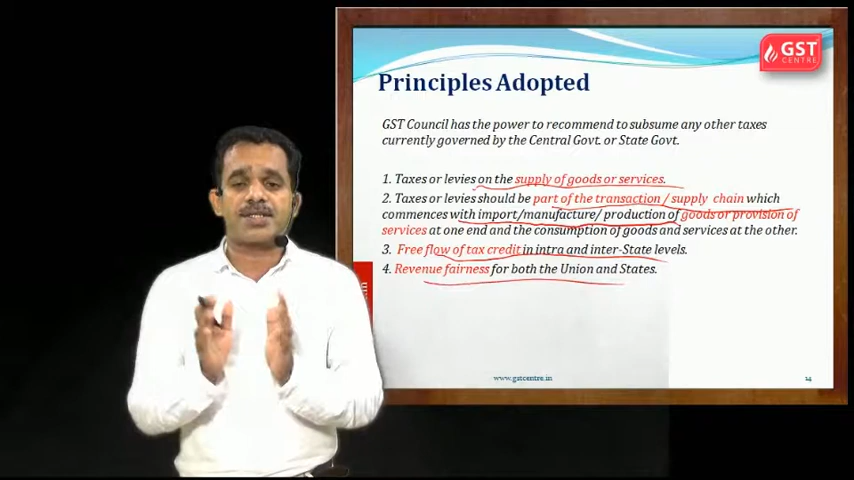 GST
CENTRE
Principles Adopted
GST Council has the power to recommend to subsume any other taxes
currently governed by the Central Govt. or State Govt.
1. Taxes or levies on the supply of goods or services.
2. Taxes or levies should be part of the transaction / supply chain which
commences with import/manufacture/ production of goods or provision of
services at one end and the consumption of goods and services at the other.
3. Free flow of tax credit in intra and inter-State levels.
4. Revenue fairness for both the Union and States.
www.gstcentre.in
14